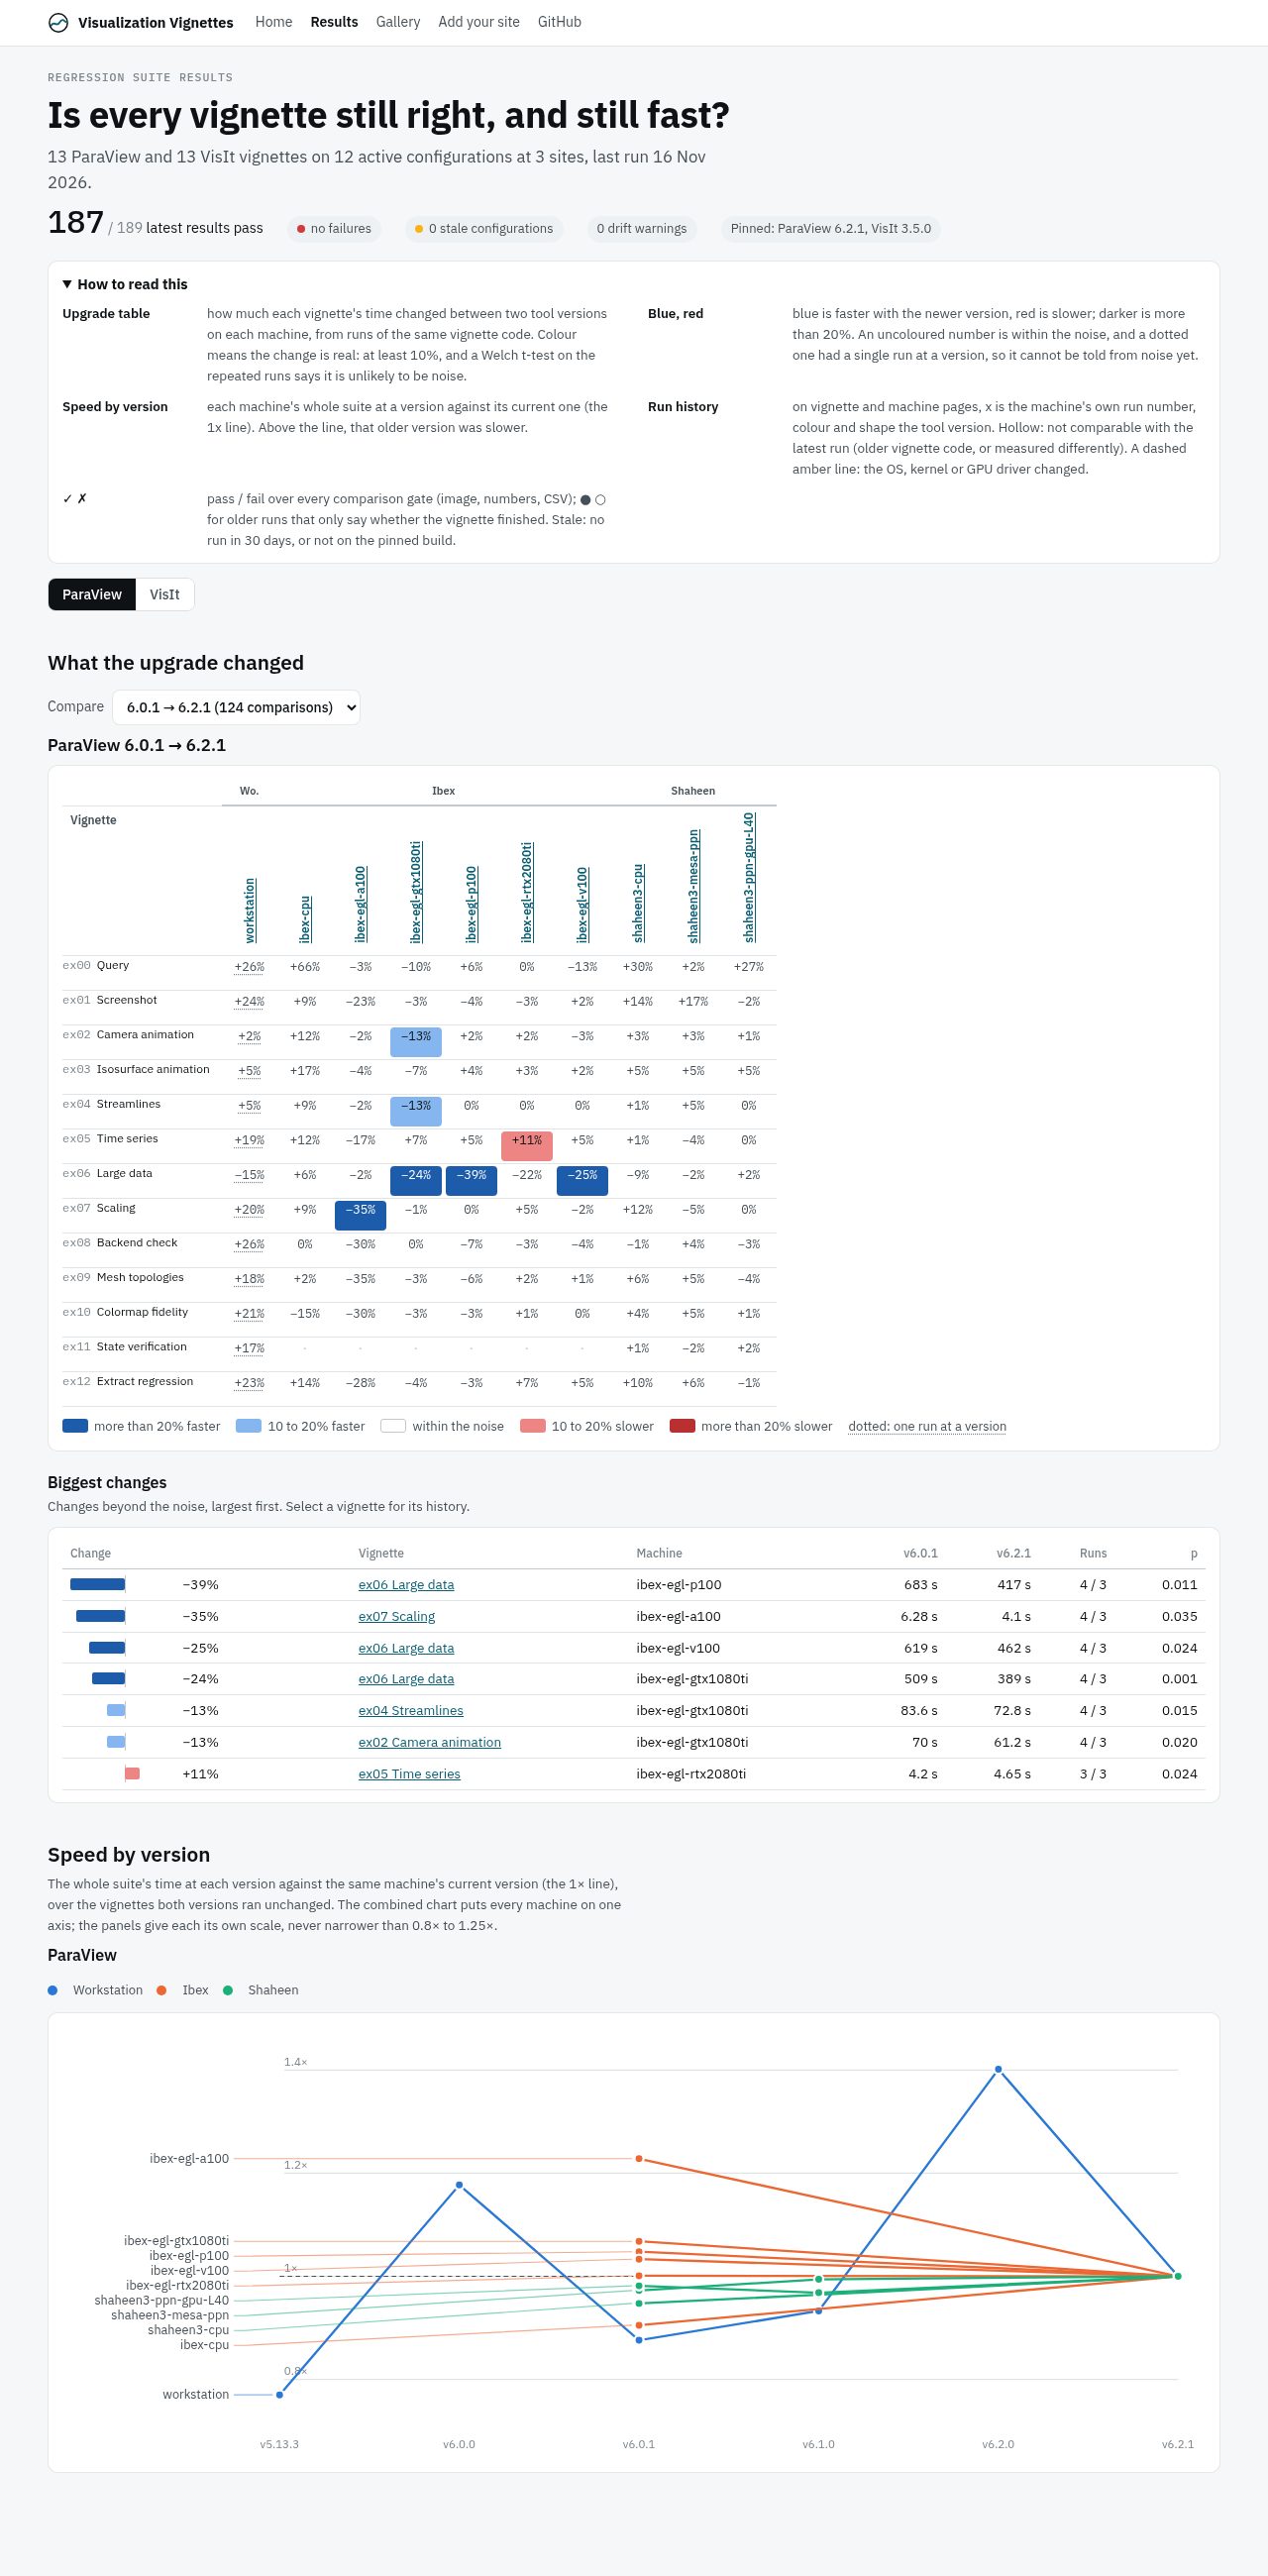 Visualization Vignettes Home Results Gallery Add your site GitHub
REGRESSION SUITE RESULTS
Is every vignette still right, and still fast?
13 ParaView and 13 VisIt vignettes on 12 active configurations at 3 sites, last run 16 Nov
2026.
187 / 189 latest results pass no failures 0 stale configurations 0 drift warnings Pinned: ParaView 6.2.1, VisIt 3.5.0
▼ How to read this
Upgrade table how much each vignette's time changed between two tool versions
on each machine, from runs of the same vignette code. Colour
means the change is real: at least 10%, and a Welch t-test on the
repeated runs says it is unlikely to be noise.
Blue, red blue is faster with the newer version, red is slower; darker is more
than 20%. An uncoloured number is within the noise, and a dotted
one had a single run at a version, so it cannot be told from noise yet.
Speed by version each machine's whole suite at a version against its current one (the
1x line). Above the line, that older version was slower.
Run history on vignette and machine pages, x is the machine's own run number,
colour and shape the tool version. Hollow: not comparable with the
latest run (older vignette code, or measured differently). A dashed
amber line: the OS, kernel or GPU driver changed.
✓ ✗ pass / fail over every comparison gate (image, numbers, CSV); ● ○
for older runs that only say whether the vignette finished. Stale: no
run in 30 days, or not on the pinned build.
ParaView VisIt
What the upgrade changed
Compare 6.0.1 → 6.2.1 (124 comparisons)
ParaView 6.0.1 → 6.2.1
Wo. Ibex Shaheen
Vignette workstation ibex-cpu ibex-egl-a100 ibex-egl-gtx1080ti ibex-egl-p100 ibex-egl-rtx2080ti ibex-egl-v100 shaheen3-cpu shaheen3-mesa-ppn shaheen3-ppn-gpu-L40
ex00 Query +26% +66% −3% −10% +6% 0% −13% +30% +2% +27%
ex01 Screenshot +24% +9% −23% −3% −4% −3% +2% +14% +17% −2%
ex02 Camera animation +2% +12% −2% −13% +2% +2% −3% +3% +3% +1%
ex03 Isosurface animation +5% +17% −4% −7% +4% +3% +2% +5% +5% +5%
ex04 Streamlines +5% +9% −2% −13% 0% 0% 0% +1% +5% 0%
ex05 Time series +19% +12% −17% +7% +5% +11% +5% +1% −4% 0%
ex06 Large data −15% +6% −2% −24% −39% −22% −25% −9% −2% +2%
ex07 Scaling +20% +9% −35% −1% 0% +5% −2% +12% −5% 0%
ex08 Backend check +26% 0% −30% 0% −7% −3% −4% −1% +4% −3%
ex09 Mesh topologies +18% +2% −35% −3% −6% +2% +1% +6% +5% −4%
ex10 Colormap fidelity +21% −15% −30% −3% −3% +1% 0% +4% +5% +1%
ex11 State verification +17% - - - - - - +1% −2% +2%
ex12 Extract regression +23% +14% −28% −4% −3% +7% +5% +10% +6% −1%
more than 20% faster 10 to 20% faster within the noise 10 to 20% slower more than 20% slower dotted: one run at a version
Biggest changes
Changes beyond the noise, largest first. Select a vignette for its history.
Change Vignette Machine v6.0.1 v6.2.1 Runs p
−39% ex06 Large data ibex-egl-p100 683 s 417 s 4 / 3 0.011
−35% ex07 Scaling ibex-egl-a100 6.28 s 4.1 s 4 / 3 0.035
−25% ex06 Large data ibex-egl-v100 619 s 462 s 4 / 3 0.024
−24% ex06 Large data ibex-egl-gtx1080ti 509 s 389 s 4 / 3 0.001
−13% ex04 Streamlines ibex-egl-gtx1080ti 83.6 s 72.8 s 4 / 3 0.015
−13% ex02 Camera animation ibex-egl-gtx1080ti 70 s 61.2 s 4 / 3 0.020
+11% ex05 Time series ibex-egl-rtx2080ti 4.2 s 4.65 s 3 / 3 0.024
Speed by version
The whole suite's time at each version against the same machine's current version (the 1× line),
over the vignettes both versions ran unchanged. The combined chart puts every machine on one
axis; the panels give each its own scale, never narrower than 0.8× to 1.25×.
ParaView
Workstation Ibex Shaheen
1.4×
ibex-egl-a100
1.2×
ibex-egl-gtx1080ti
ibex-egl-p100
1×
ibex-egl-v100
ibex-egl-rtx2080ti
shaheen3-ppn-gpu-L40
shaheen3-mesa-ppn
shaheen3-cpu
ibex-cpu
0.8×
workstation
v5.13.3 v6.0.0 v6.0.1 v6.1.0 v6.2.0 v6.2.1